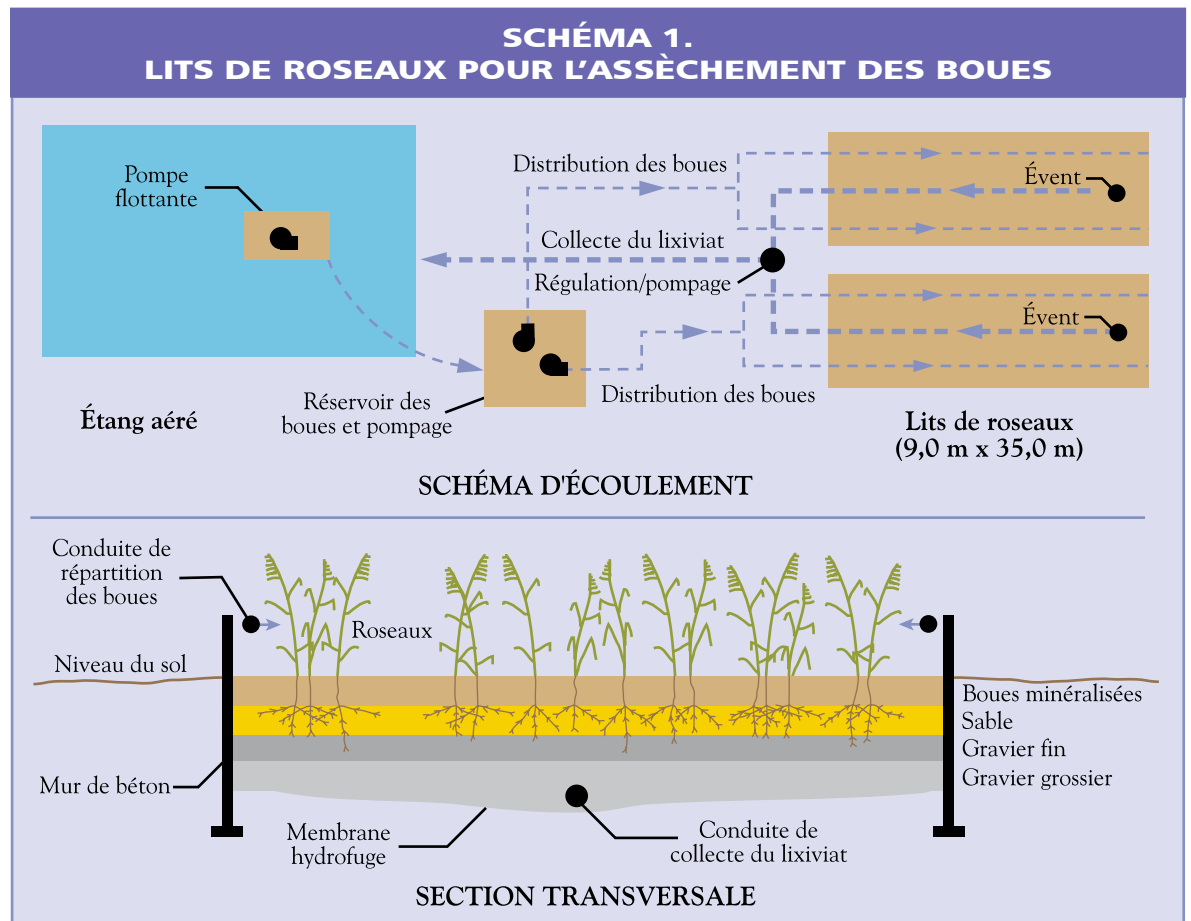 SCHÉMA 1.
LITS DE ROSEAUX POUR L'ASSÈCHEMENT DES BOUES
Pompe
flottante
Distribution des boues
Évent
Collecte du lixiviat
Régulation/pompage
Évent
Réservoir des
boues et pompage
Distribution des boues
Étang aéré
Lits de roseaux
(9,0 m x 35,0 m)
SCHÉMA D'ÉCOULEMENT
Conduite de
répartition
des boues
Roseaux
Niveau du sol
Boues minéralisées
Sable
Gravier fin
Gravier grossier
Mur de béton
Membrane
hydrofuge
Conduite de
collecte du lixiviat
SECTION TRANSVERSALE